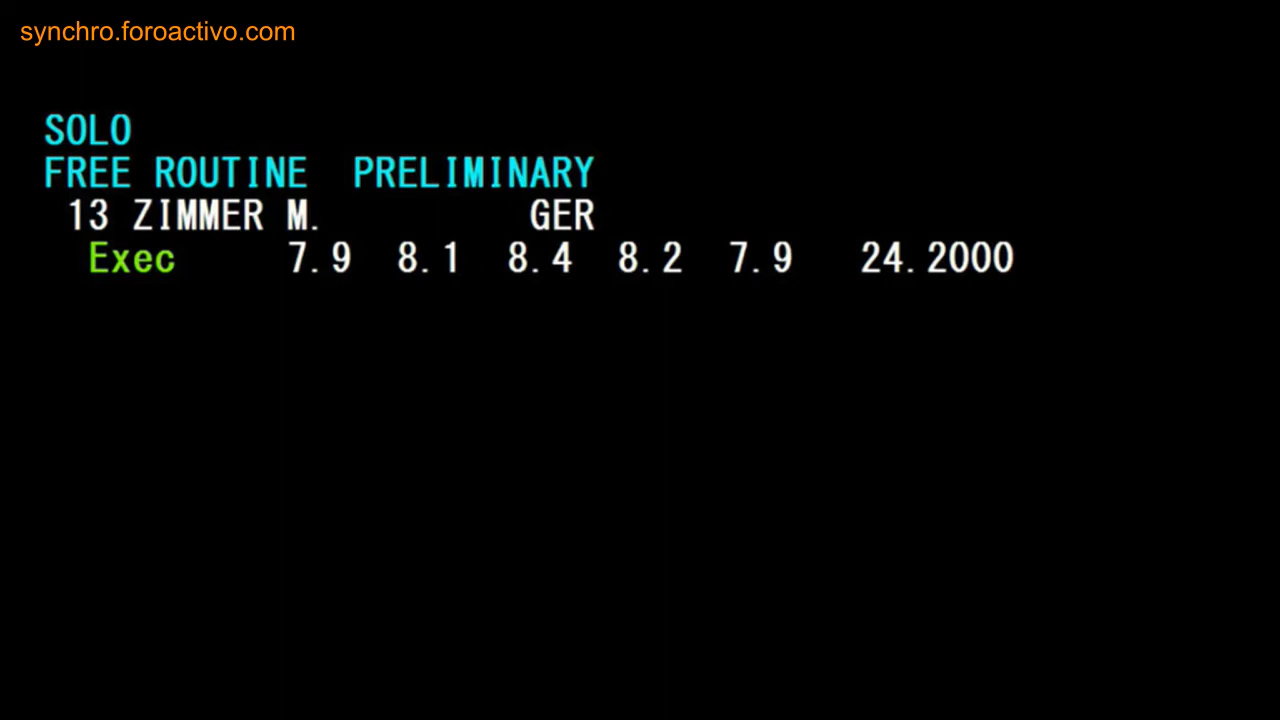 synchro.foroactivo.com
SOLO
FREE ROUTINE PRELIMINARY
13 ZIMMER M. GER
Exec 7.9 8.1 8.4 8.2 7.9 24.2000